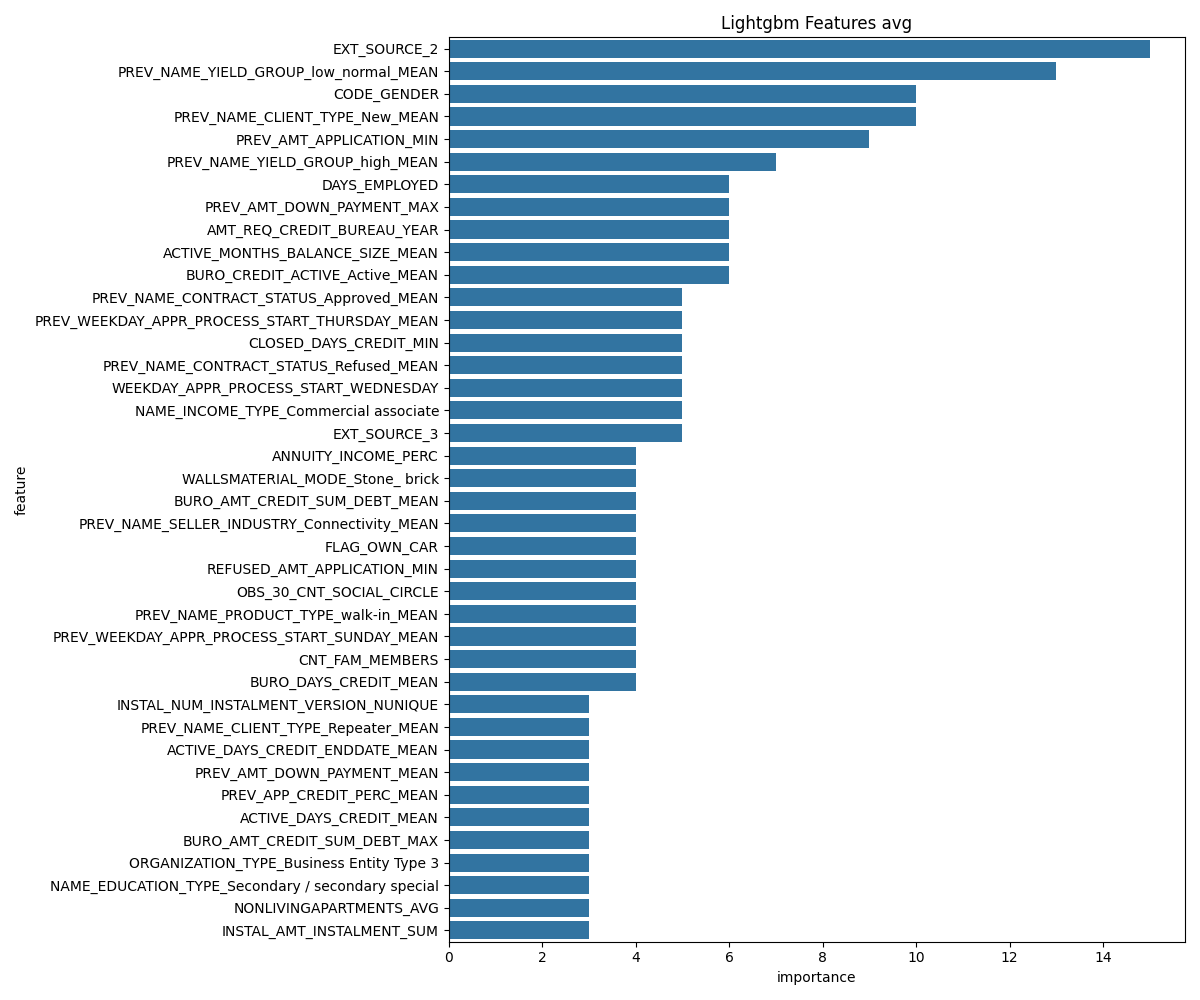 Lightgbm Features avg
feature
EXT_SOURCE_2
PREV_NAME_YIELD_GROUP_low_normal_MEAN
CODE_GENDER
PREV_NAME_CLIENT_TYPE_New_MEAN
PREV_AMT_APPLICATION_MIN
PREV_NAME_YIELD_GROUP_high_MEAN
DAYS_EMPLOYED
PREV_AMT_DOWN_PAYMENT_MAX
AMT_REQ_CREDIT_BUREAU_YEAR
ACTIVE_MONTHS_BALANCE_SIZE_MEAN
BURO_CREDIT_ACTIVE_Active_MEAN
PREV_NAME_CONTRACT_STATUS_Approved_MEAN
PREV_WEEKDAY_APPR_PROCESS_START_THURSDAY_MEAN
CLOSED_DAYS_CREDIT_MIN
PREV_NAME_CONTRACT_STATUS_Refused_MEAN
WEEKDAY_APPR_PROCESS_START_WEDNESDAY
NAME_INCOME_TYPE_Commercial associate
EXT_SOURCE_3
ANNUITY_INCOME_PERC
WALLSMATERIAL_MODE_Stone_ brick
BURO_AMT_CREDIT_SUM_DEBT_MEAN
PREV_NAME_SELLER_INDUSTRY_Connectivity_MEAN
FLAG_OWN_CAR
REFUSED_AMT_APPLICATION_MIN
OBS_30_CNT_SOCIAL_CIRCLE
PREV_NAME_PRODUCT_TYPE_walk-in_MEAN
PREV_WEEKDAY_APPR_PROCESS_START_SUNDAY_MEAN
CNT_FAM_MEMBERS
BURO_DAYS_CREDIT_MEAN
INSTAL_NUM_INSTALMENT_VERSION_NUNIQUE
PREV_NAME_CLIENT_TYPE_Repeater_MEAN
ACTIVE_DAYS_CREDIT_ENDDATE_MEAN
PREV_AMT_DOWN_PAYMENT_MEAN
PREV_APP_CREDIT_PERC_MEAN
ACTIVE_DAYS_CREDIT_MEAN
BURO_AMT_CREDIT_SUM_DEBT_MAX
ORGANIZATION_TYPE_Business Entity Type 3
NAME_EDUCATION_TYPE_Secondary / secondary special
NONLIVINGAPARTMENTS_AVG
INSTAL_AMT_INSTALMENT_SUM
0 2 4 6 8 10 12 14
importance